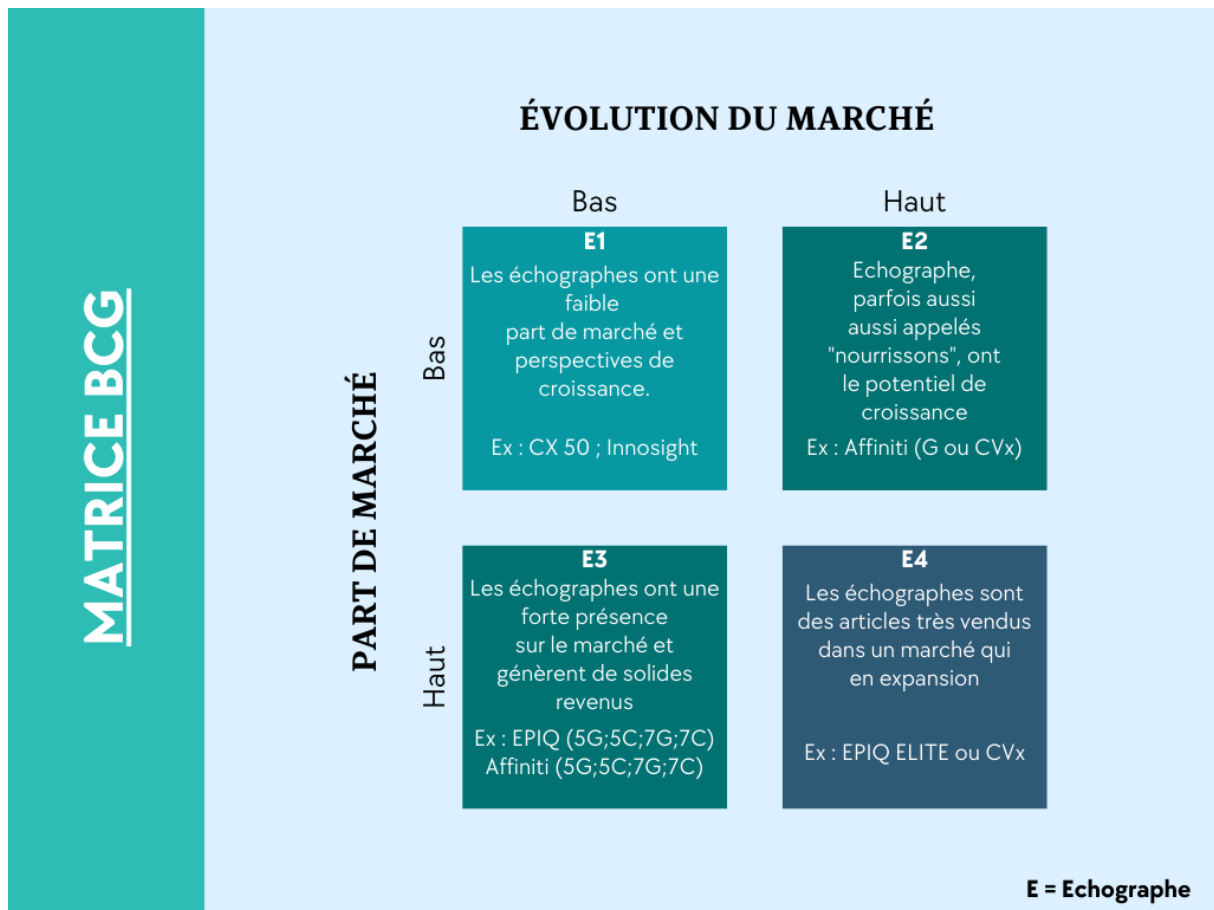 MATRICE BCG
ÉVOLUTION DU MARCHÉ
Bas
Haut
PART DE MARCHÉ
Bas
E1
Les échographes ont une
faible
part de marché et
perspectives de
croissance.
Ex : CX 50 ; Innosight
E2
Echographe,
parfois aussi
aussi appelés
"nourrissons", ont
le potentiel de
croissance
Ex : Affiniti (G ou CVx)
Haut
E3
Les échographes ont une
forte présence
sur le marché et
génèrent de solides
revenus
Ex : EPIQ (5G;5C;7G;7C)
Affiniti (5G;5C;7G;7C)
E4
Les échographes sont
des articles très vendus
dans un marché qui
en expansion
Ex : EPIQ ELITE ou CVx
E = Echographe